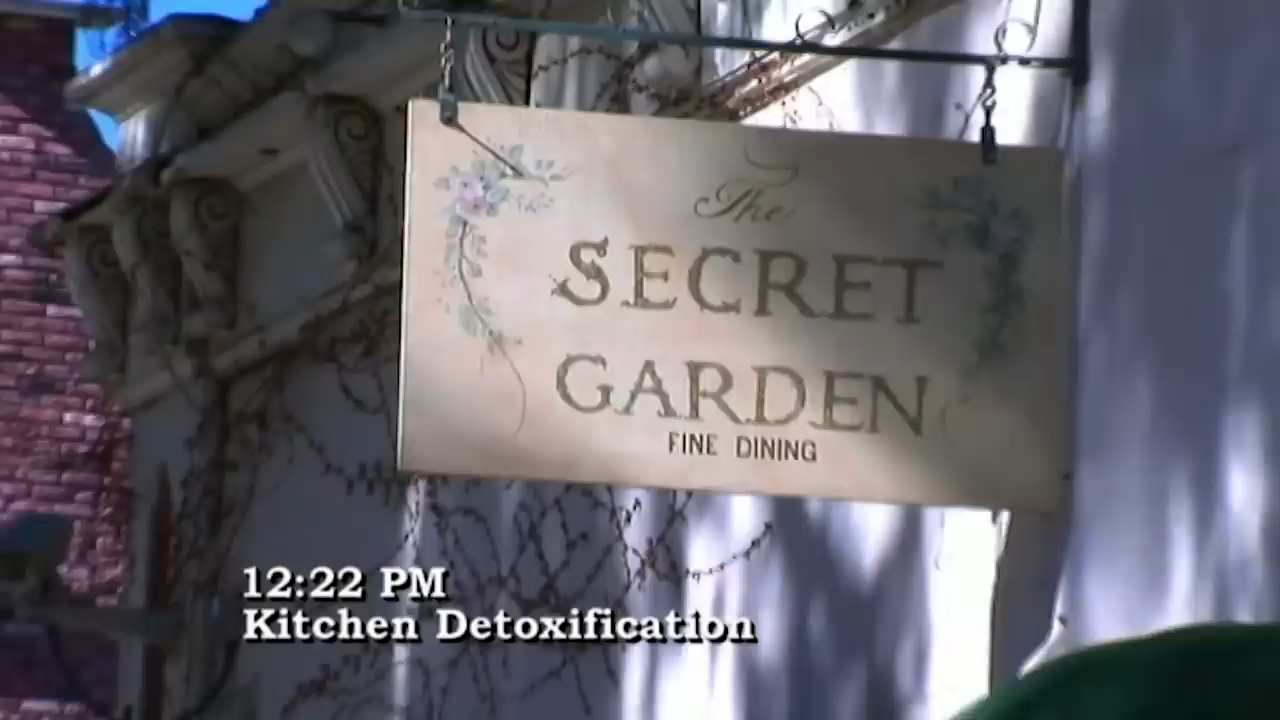 The
SECRET
GARDEN
FINE DINING
12:22 PM
Kitchen Detoxification